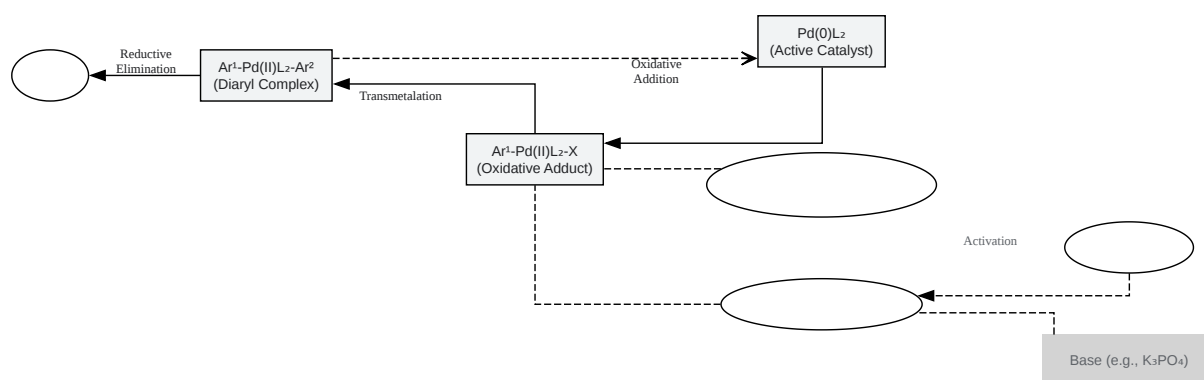 Pd(0)L₂
(Active Catalyst)
Reductive
Elimination
Ar¹-Pd(II)L₂-Ar²
(Diaryl Complex)
Oxidative
Addition
Transmetalation
Ar¹-Pd(II)L₂-X
(Oxidative Adduct)
Activation
Base (e.g., K₃PO₄)